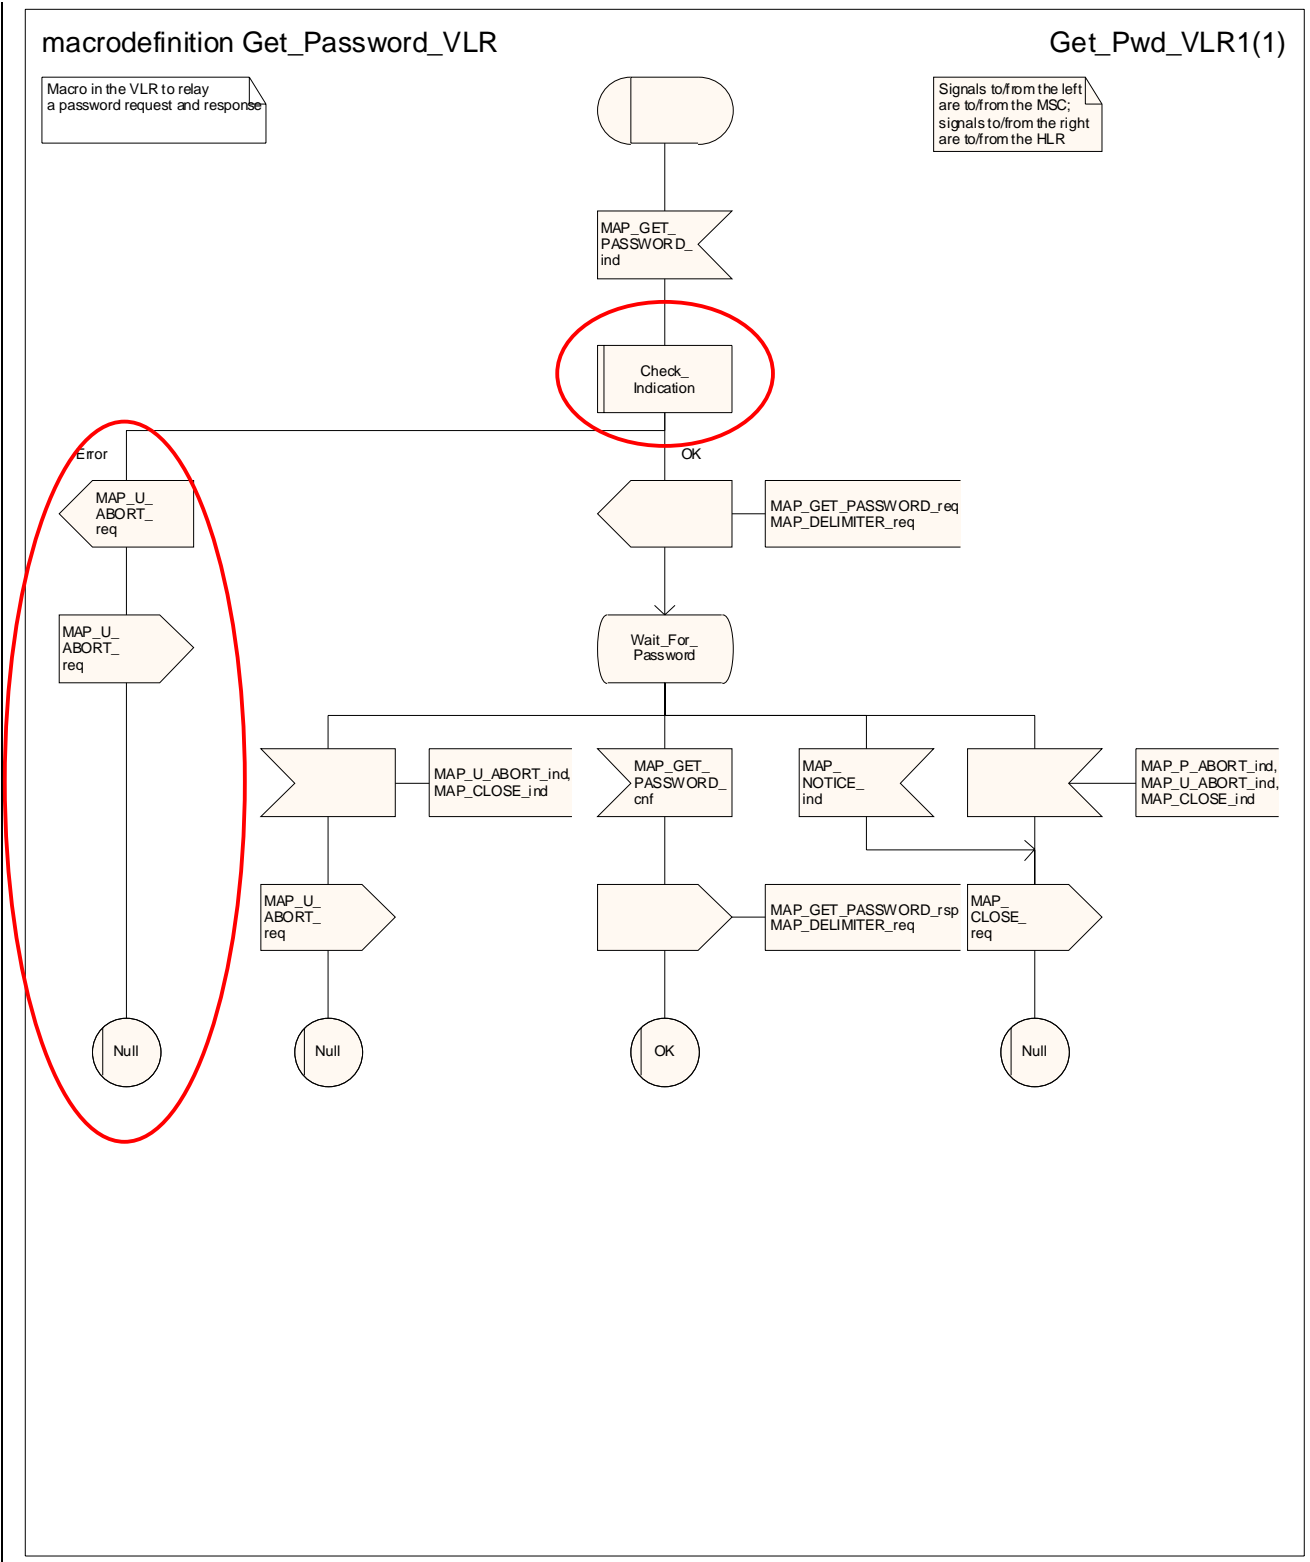 macrodefinition Get_Password_VLR
Get_Pwd_VLR1(1)
Macro in the VLR to relay
a password request and response
Signals to/from the left
are to/from the MSC;
signals to/from the right
are to/from the HLR
MAP_GET_
PASSWORD_
ind
Check_
Indication
Error
OK
MAP_U_
ABORT_
req
MAP_GET_PASSWORD_req
MAP_DELIMITER_req
MAP_U_
ABORT_
req
Wait_For_
Password
MAP_U_ABORT_ind,
MAP_CLOSE_ind
MAP_GET_
PASSWORD_
cnf
MAP_
NOTICE_
ind
MAP_P_ABORT_ind,
MAP_U_ABORT_ind,
MAP_CLOSE_ind
MAP_U_
ABORT_
req
MAP_GET_PASSWORD_rsp
MAP_DELIMITER_req
MAP_
CLOSE_
req
Null
Null
OK
Null